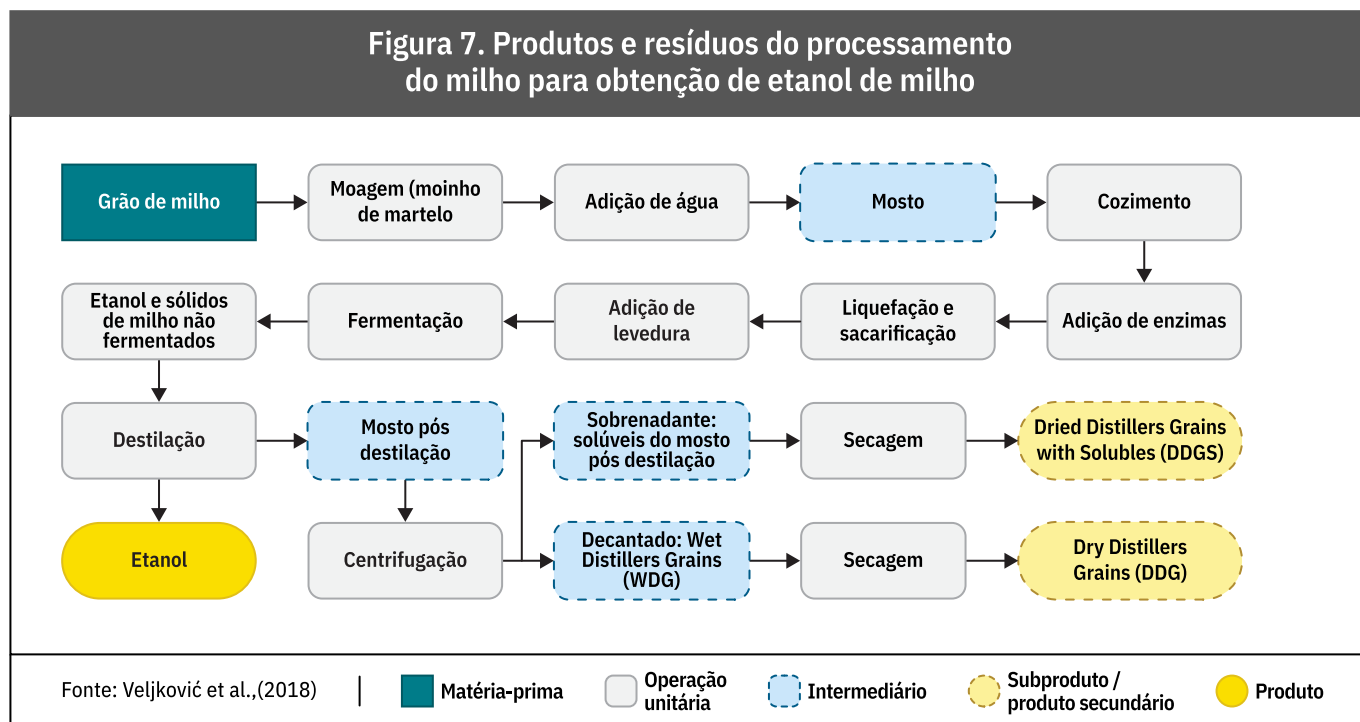 Figura 7. Produtos e resíduos do processamento
do milho para obtenção de etanol de milho
Grão de milho
Moagem (moinho
de martelo
Adição de água
Mosto
Cozimento
Etanol e sólidos
de milho não
fermentados
Fermentação
Adição de
levedura
Liquefação e
sacarificação
Adição de enzimas
Destilação
Mosto pós
destilação
Sobrenadante:
solúveis do mosto
pós destilação
Secagem
Dried Distillers Grains
with Solubles (DDGS)
Etanol
Centrifugação
Decantado: Wet
Distillers Grains
(WDG)
Secagem
Dry Distillers
Grains (DDG)
Fonte: Veljković et al.,(2018)
Matéria-prima
Operação
unitária
Intermediário
Subproduto /
produto secundário
Produto